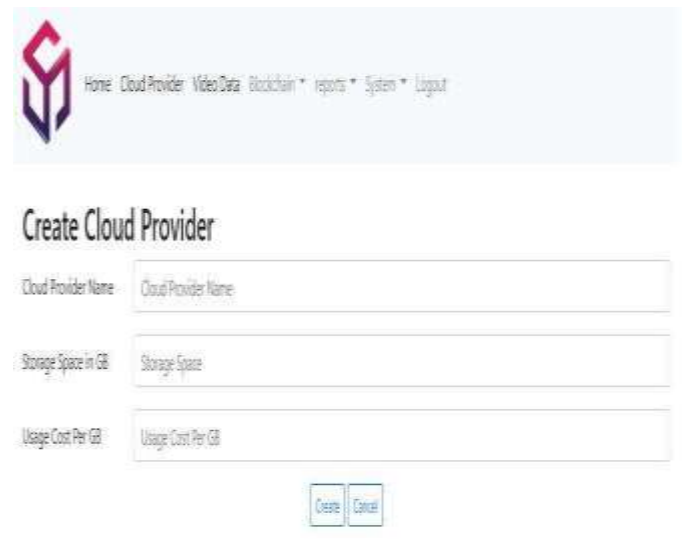 Home Cloud Provider Video Data Blockchain reports System Logout
Create Cloud Provider
Cloud Provider Name Cloud Provider Name
Storage Space in GB Storage Space
Usage Cost Per GB Usage Cost Per GB
Create Cancel